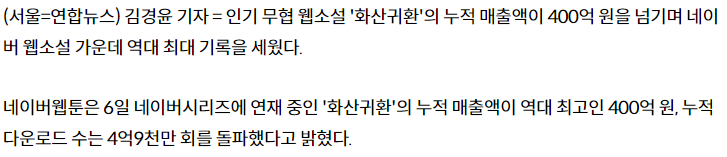 (서울=연합뉴스) 김경윤 기자 = 인기 무협 웹소설 '화산귀환'의 누적 매출액이 400억 원을 넘기며 네이
버 웹소설 가운데 역대 최대 기록을 세웠다.
네이버웹툰은 6일 네이버시리즈에 연재 중인 '화산귀환'의 누적 매출액이 역대 최고인 400억 원, 누적
다운로드 수는 4억9천만 회를 돌파했다고 밝혔다.